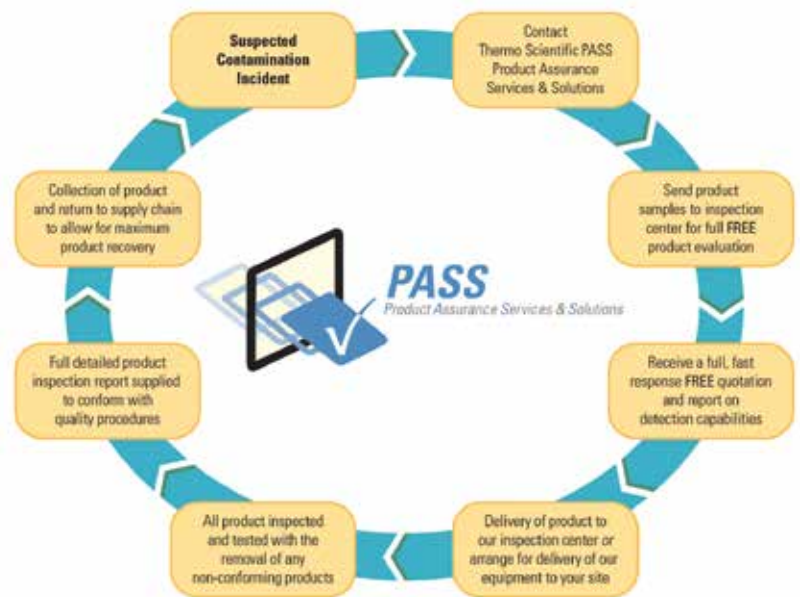 Suspected
Contamination
Incident
Contact
Thermo Scientific PASS
Product Assurance
Services & Solutions
Send product
samples to inspection
center for full FREE
product evaluation
Receive a full, fast
response FREE quotation
and report on
detection capabilities
Delivery of product to
our inspection center or
arrange for delivery of our
equipment to your site
All product inspected
and tested with the
removal of any
non-conforming products
Full detailed product
inspection report supplied
to conform with
quality procedures
Collection of product
and return to supply chain
to allow for maximum
product recovery
PASS
Product Assurance Services & Solutions